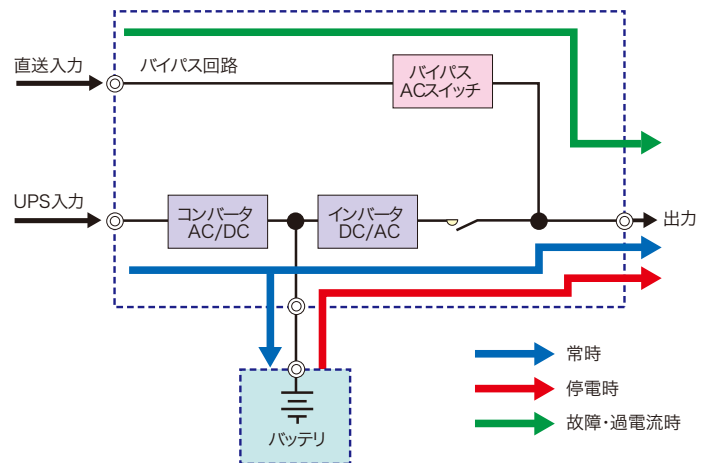 直送入力
バイパス回路
バイパス
ACスイッチ
UPS入力
コンバータ
AC/DC
インバータ
DC/AC
出力
バッテリ
常時
停電時
故障・過電流時